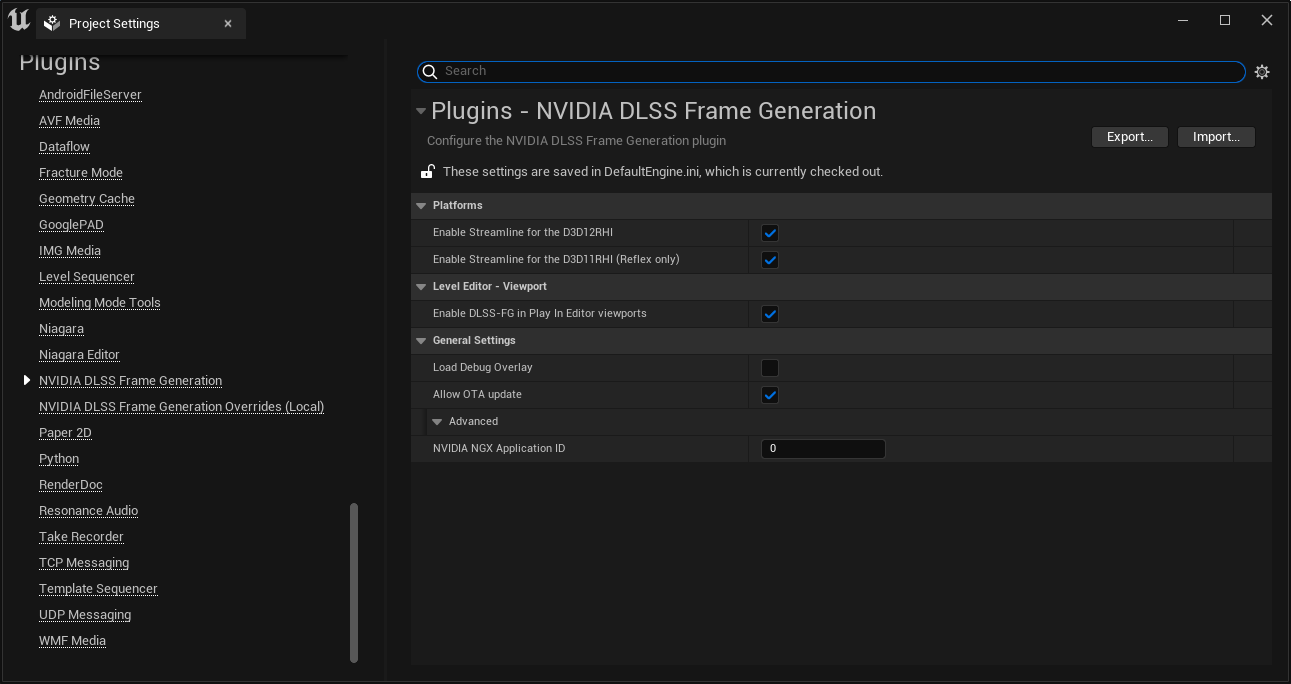 Project Settings
Plugins
AndroidFileServer
AVF Media
Dataflow
Fracture Mode
Geometry Cache
GooglePAD
IMG Media
Level Sequencer
Modeling Mode Tools
Niagara
Niagara Editor
NVIDIA DLSS Frame Generation
NVIDIA DLSS Frame Generation Overrides (Local)
Paper 2D
Python
RenderDoc
Resonance Audio
Take Recorder
TCP Messaging
Template Sequencer
UDP Messaging
WMF Media
Search
Plugins - NVIDIA DLSS Frame Generation
Configure the NVIDIA DLSS Frame Generation plugin
Export...
Import...
These settings are saved in DefaultEngine.ini, which is currently checked out.
Platforms
Enable Streamline for the D3D12RHI
Enable Streamline for the D3D11RHI (Reflex only)
Level Editor - Viewport
Enable DLSS-FG in Play In Editor viewports
General Settings
Load Debug Overlay
Allow OTA update
Advanced
NVIDIA NGX Application ID
0